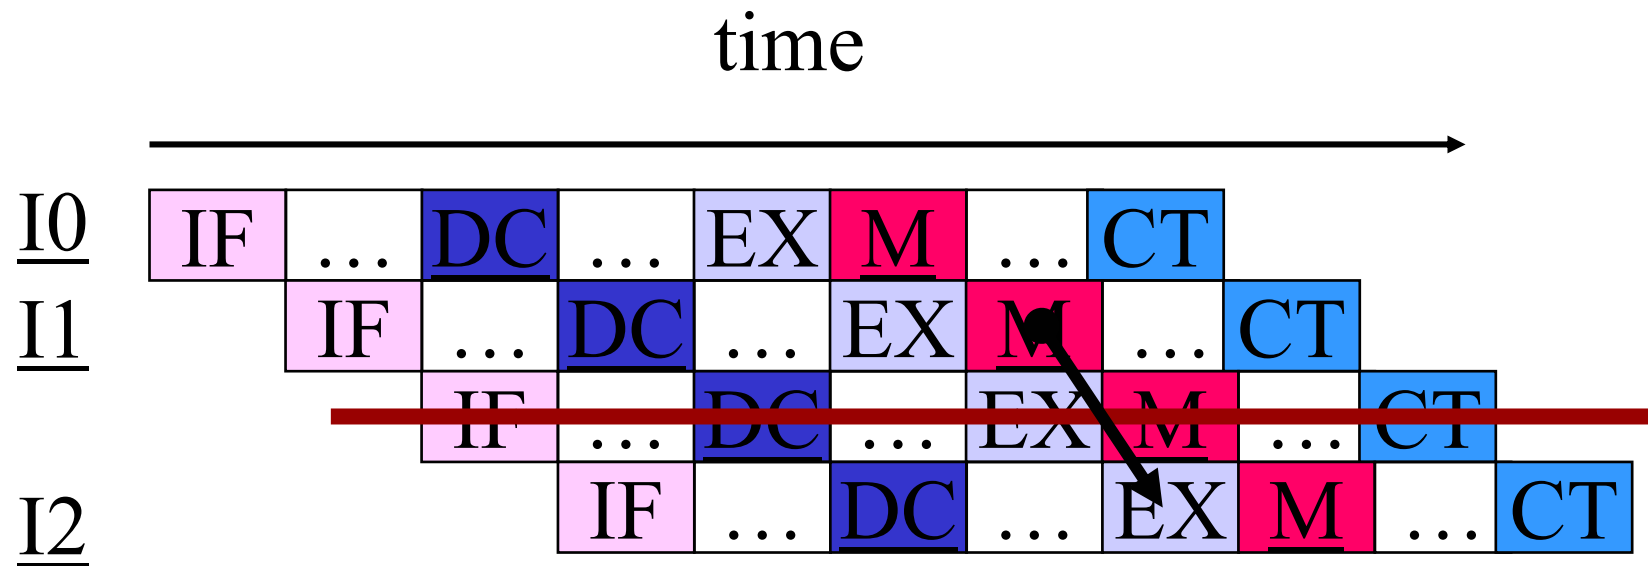 time
I0 IF ... DC ... EX M ... CT
I1 IF ... DC ... EX M ... CT
IF ... DC ... EX M ... CT
I2 IF ... DC ... EX M ... CT